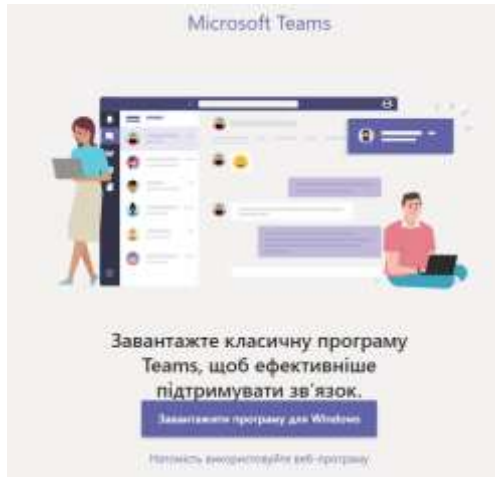 Microsoft Teams
Завантажте класичну програму
Teams, щоб ефективніше
підтримувати зв'язок.
Завантажити програму для Windows
Натомість використовуйте веб-програму